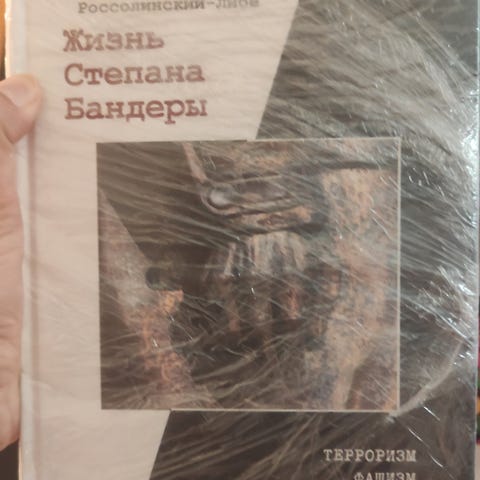 Россолинский-Либе
Жизнь
Степана
Бандеры
ТЕРРОРИЗМ
ФАШИЗМ